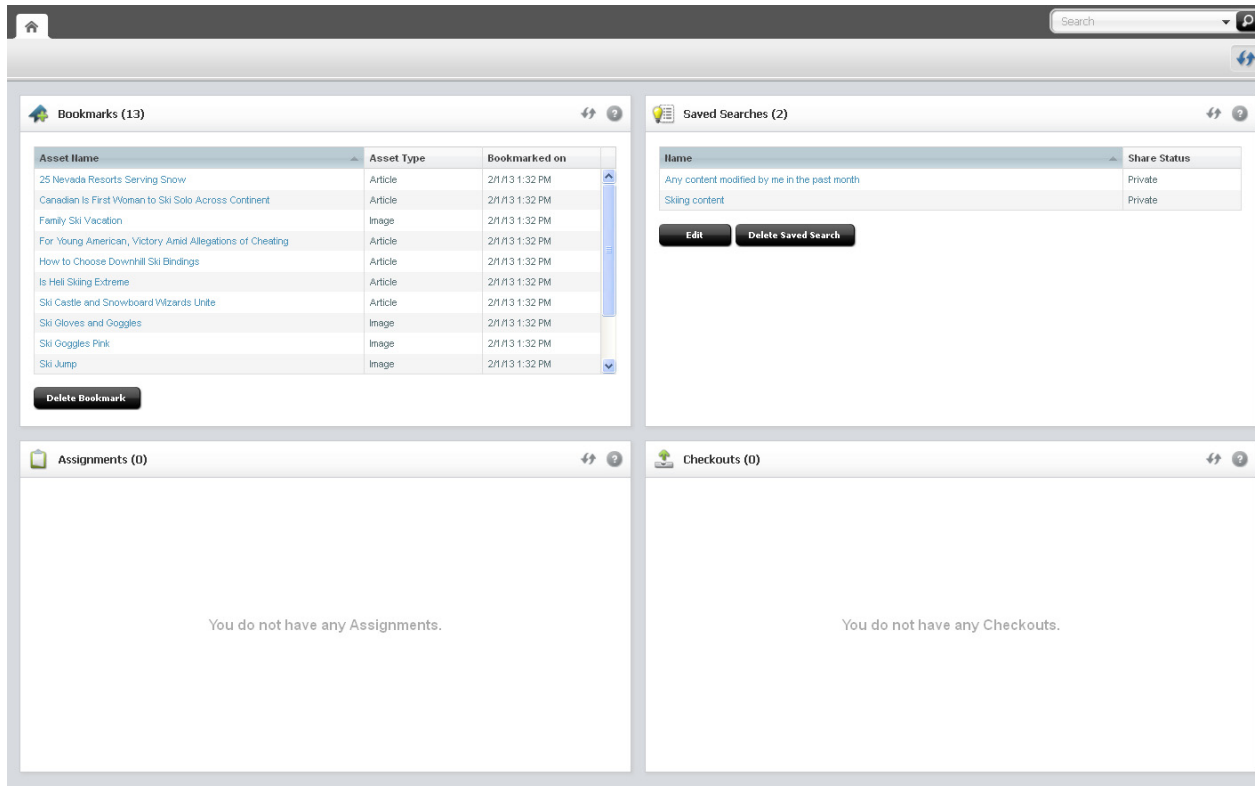 Search
Bookmarks (13)
Asset Name Asset Type Bookmarked on
25 Nevada Resorts Serving Snow Article 2/1/13 1:32 PM
Canadian Is First Woman to Ski Solo Across Continent Article 2/1/13 1:32 PM
Family Ski Vacation Image 2/1/13 1:32 PM
For Young American, Victory Amid Allegations of Cheating Article 2/1/13 1:32 PM
How to Choose Downhill Ski Bindings Article 2/1/13 1:32 PM
Is Heli Skiing Extreme Article 2/1/13 1:32 PM
Ski Castle and Snowboard Wizards Unite Article 2/1/13 1:32 PM
Ski Gloves and Goggles Image 2/1/13 1:32 PM
Ski Goggles Pink Image 2/1/13 1:32 PM
Ski Jump Image 2/1/13 1:32 PM
Delete Bookmark
Saved Searches (2)
Name Share Status
Any content modified by me in the past month Private
Skiing content Private
Edit Delete Saved Search
Assignments (0)
You do not have any Assignments.
Checkouts (0)
You do not have any Checkouts.